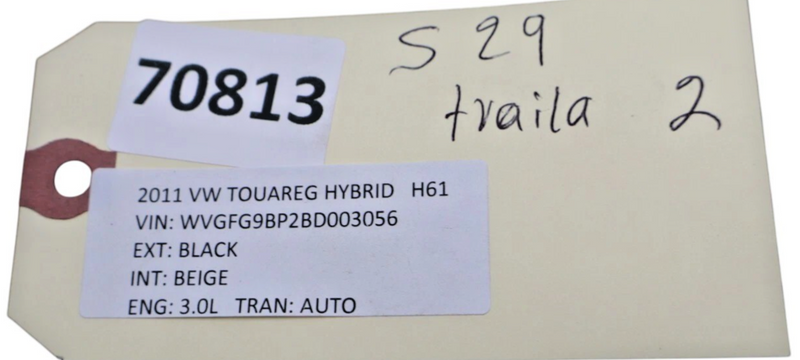 S 29
70813
traila 2
2011 VW TOUAREG HYBRID H61
VIN: WVGFG9BP2BD003056
EXT: BLACK
INT: BEIGE
ENG: 3.0L TRAN: AUTO